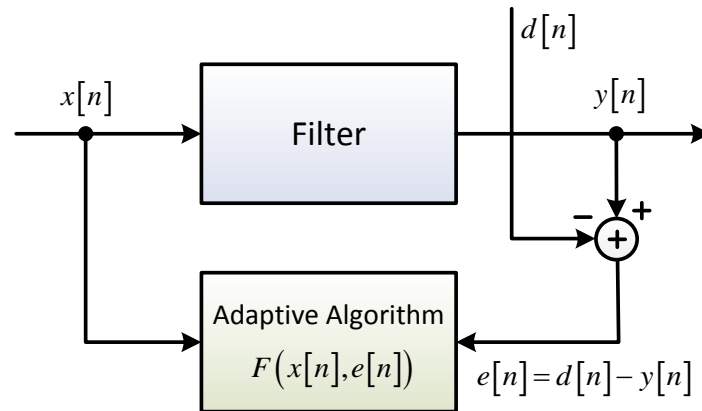 d[n]
x[n]
y[n]
Filter
− +
+
Adaptive Algorithm
F(x[n],e[n])
e[n]=d[n]−y[n]